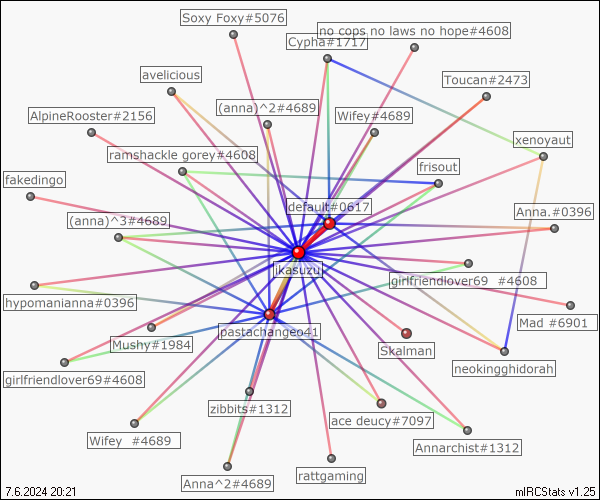 Soxy Foxy#5076
no cops no laws no hope#4608
Cypha#1717
avelicious
Toucan#2473
(anna)^2#4689
AlpineRooster#2156
Wifey#4689
xenoyaut
ramshackle gorey#4608
frisout
fakedingo
default#0617
Anna.#0396
(anna)^3#4689
ikasuzu
girlfriendlover69 #4608
hypomanianna#0396
Mad #6901
pastachangeo41
Mushy#1984
Skalman
neokingghidorah
girlfriendlover69#4608
zibbits#1312
ace deucy#7097
Wifey #4689
Annarchist#1312
rattgaming
Anna^2#4689
7.6.2024 20:21
mIRCStats v1.25